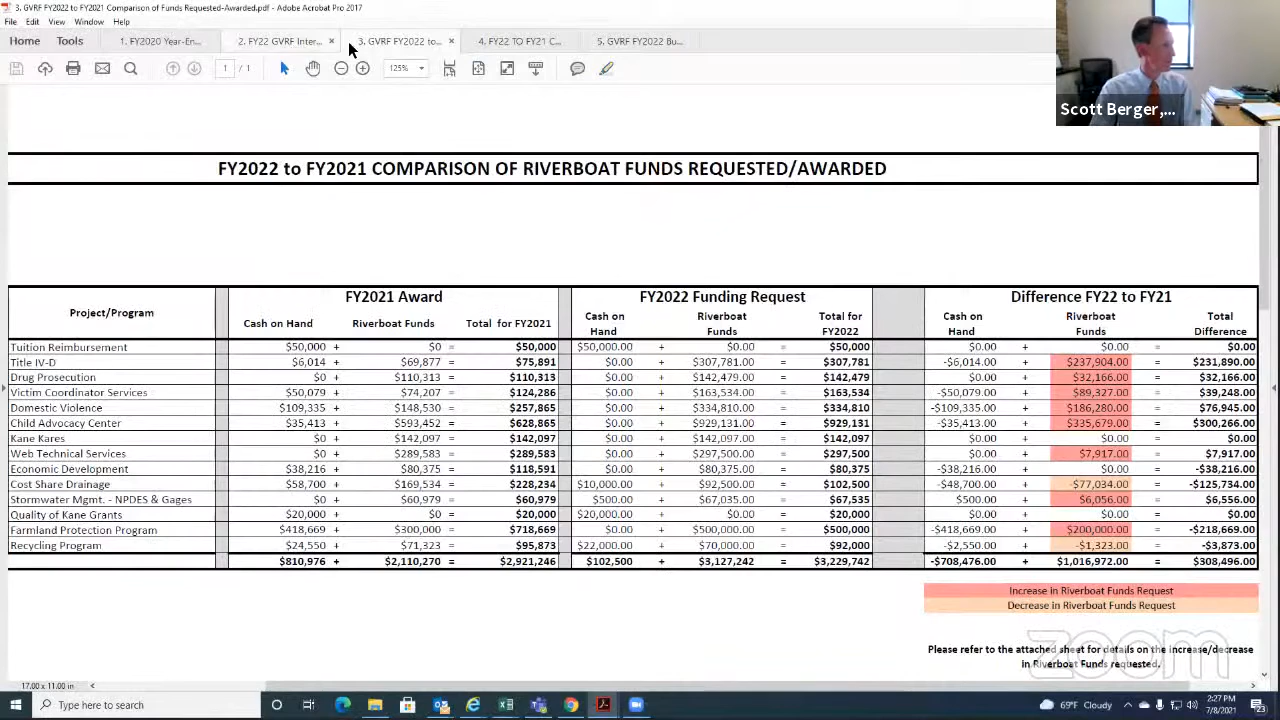 3. GVRF FY2022 to FY2021 Comparison of Funds Requested-Awarded.pdf - Adobe Acrobat Pro 2017
File Edit View Window Help
Home Tools 1. FY2020 Year-En... 2. FY22 GVRF Inter... × 3. GVRF FY2022 to... × 4. FY22 TO FY21 C... 5. GVRF FY2022 Bu...
1 / 1 125%
Scott Berger,...
FY2022 to FY2021 COMPARISON OF RIVERBOAT FUNDS REQUESTED/AWARDED
Project/Program FY2021 Award FY2022 Funding Request Difference FY22 to FY21
Cash on Hand Riverboat Funds Total for FY2021 Cash on Hand Riverboat Funds Total for FY2022 Cash on Hand Riverboat Funds Total Difference
Tuition Reimbursement $50,000 + $0 = $50,000 $50,000.00 + $0.00 = $50,000 $0.00 + $0.00 = $0.00
Title IV-D $6,014 + $69,877 = $75,891 $0.00 + $307,781.00 = $307,781 -$6,014.00 + $237,904.00 = $231,890.00
Drug Prosecution $0 + $110,313 = $110,313 $0.00 + $142,479.00 = $142,479 $0.00 + $32,166.00 = $32,166.00
Victim Coordinator Services $50,079 + $74,207 = $124,286 $0.00 + $163,534.00 = $163,534 -$50,079.00 + $89,327.00 = $39,248.00
Domestic Violence $109,335 + $148,530 = $257,865 $0.00 + $334,810.00 = $334,810 -$109,335.00 + $186,280.00 = $76,945.00
Child Advocacy Center $35,413 + $593,452 = $628,865 $0.00 + $929,131.00 = $929,131 -$35,413.00 + $335,679.00 = $300,266.00
Kane Kares $0 + $142,097 = $142,097 $0.00 + $142,097.00 = $142,097 $0.00 + $0.00 = $0.00
Web Technical Services $0 + $289,583 = $289,583 $0.00 + $297,500.00 = $297,500 $0.00 + $7,917.00 = $7,917.00
Economic Development $38,216 + $80,375 = $118,591 $0.00 + $80,375.00 = $80,375 -$38,216.00 + $0.00 = -$38,216.00
Cost Share Drainage $58,700 + $169,534 = $228,234 $10,000.00 + $92,500.00 = $102,500 -$48,700.00 + -$77,034.00 = -$125,734.00
Stormwater Mgmt. - NPDES & Gages $0 + $60,979 = $60,979 $500.00 + $67,035.00 = $67,535 $500.00 + $6,056.00 = $6,556.00
Quality of Kane Grants $20,000 + $0 = $20,000 $20,000.00 + $0.00 = $20,000 $0.00 + $0.00 = $0.00
Farmland Protection Program $418,669 + $300,000 = $718,669 $0.00 + $500,000.00 = $500,000 -$418,669.00 + $200,000.00 = -$218,669.00
Recycling Program $24,550 + $71,323 = $95,873 $22,000.00 + $70,000.00 = $92,000 -$2,550.00 + -$1,323.00 = -$3,873.00
$810,976 + $2,110,270 = $2,921,246 $102,500 + $3,127,242 = $3,229,742 -$708,476.00 + $1,016,972.00 = $308,496.00
Increase in Riverboat Funds Request
Decrease in Riverboat Funds Request
Please refer to the attached sheet for details on the increase/decrease
in Riverboat Funds requested.
zoom
17.00 x 11.00 in
Type here to search 69°F Cloudy 2:27 PM
7/8/2021 23